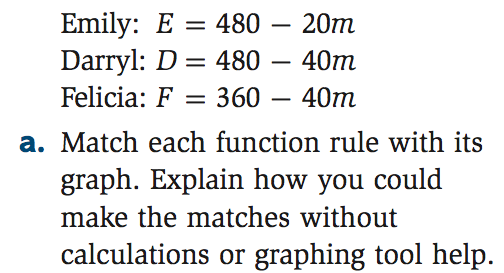 Emily: E = 480 – 20m
Darryl: D = 480 – 40m
Felicia: F = 360 – 40m
a. Match each function rule with its
graph. Explain how you could
make the matches without
calculations or graphing tool help.